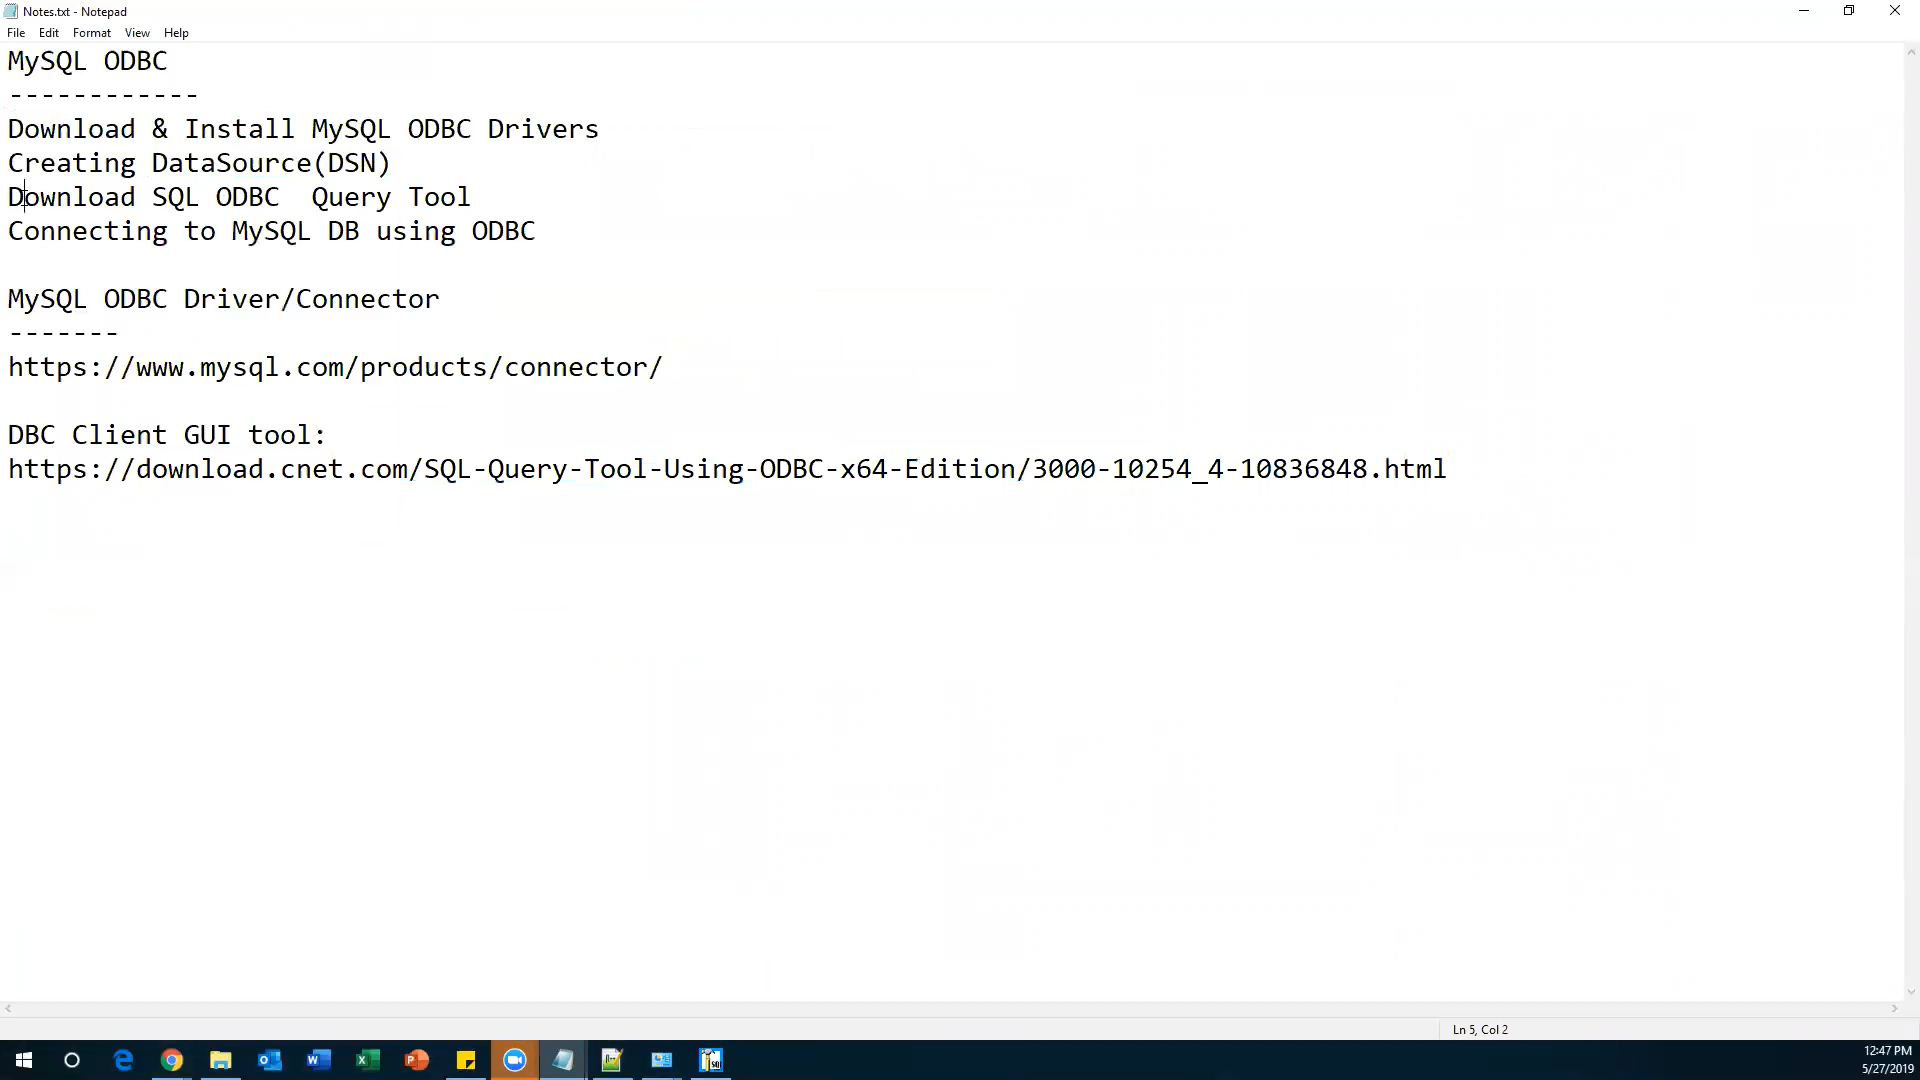 Notes.txt - Notepad
File Edit Format View Help
MySQL ODBC
------------
Download & Install MySQL ODBC Drivers
Creating DataSource(DSN)
Download SQL ODBC  Query Tool
Connecting to MySQL DB using ODBC
MySQL ODBC Driver/Connector
-------
https://www.mysql.com/products/connector/
DBC Client GUI tool:
https://download.cnet.com/SQL-Query-Tool-Using-ODBC-x64-Edition/3000-10254_4-10836848.html
Ln 5, Col 2
12:47 PM
5/27/2019